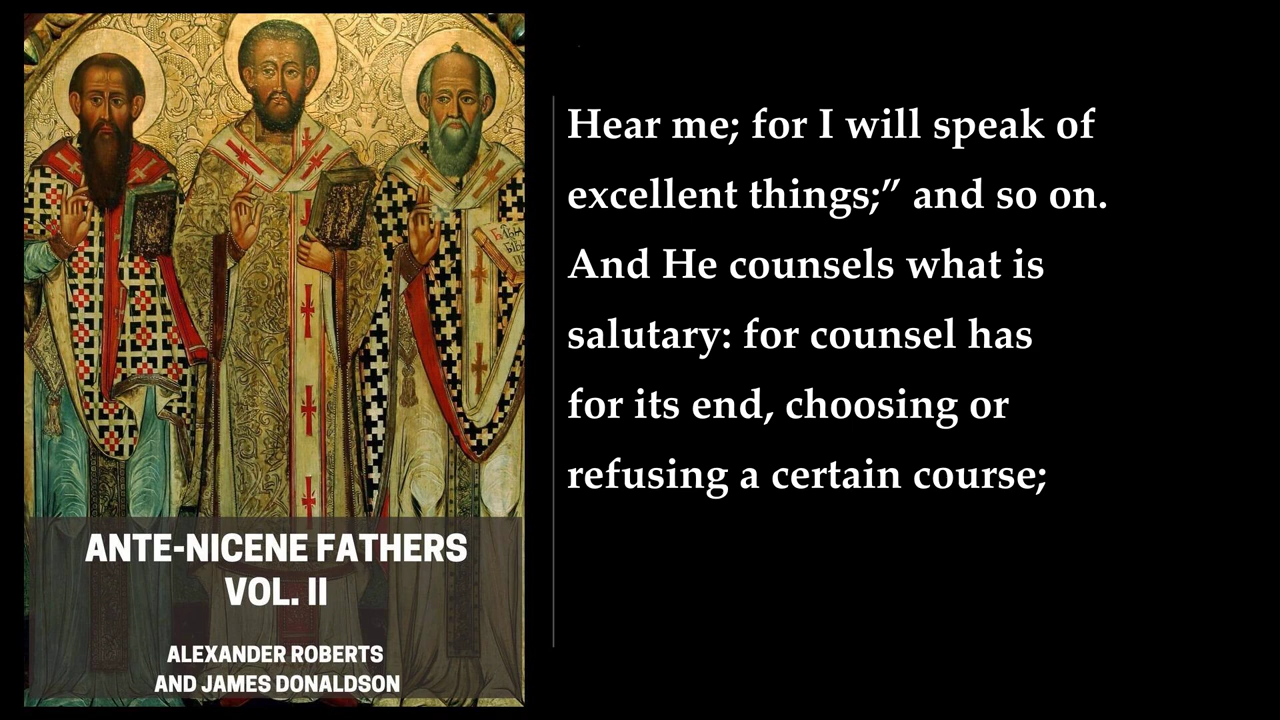 Hear me; for I will speak of
excellent things;” and so on.
And He counsels what is
salutary: for counsel has
for its end, choosing or
refusing a certain course;
ANTE-NICENE FATHERS
VOL. II
ALEXANDER ROBERTS
AND JAMES DONALDSON